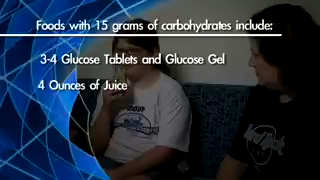 Foods with 15 grams of carbohydrates include:
3-4 Glucose Tablets and Glucose Gel
4 Ounces of Juice